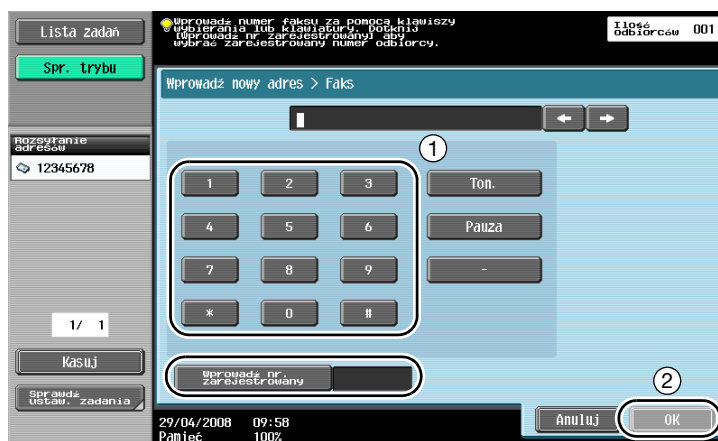 Lista zadań
Spr. trybu
Wprowadź numer faksu za pomocą klawiszy
wybierania lub klawiatury. Dotknij
[Wprowadź nr zarejestrowany] aby
wybrać zarejestrowany numer odbiorcy.
Ilość
odbiorców 001
Wprowadź nowy adres > Faks
Rozsyłanie
adresów
12345678
1
1 2 3 Ton.
4 5 6 Pauza
7 8 9 -
* 0 #
1/ 1
Kasuj
Wprowadź nr.
zarejestrowany
Sprawdź
ustaw. zadania
2
Anuluj OK
29/04/2008 09:58
Pamięć 100%